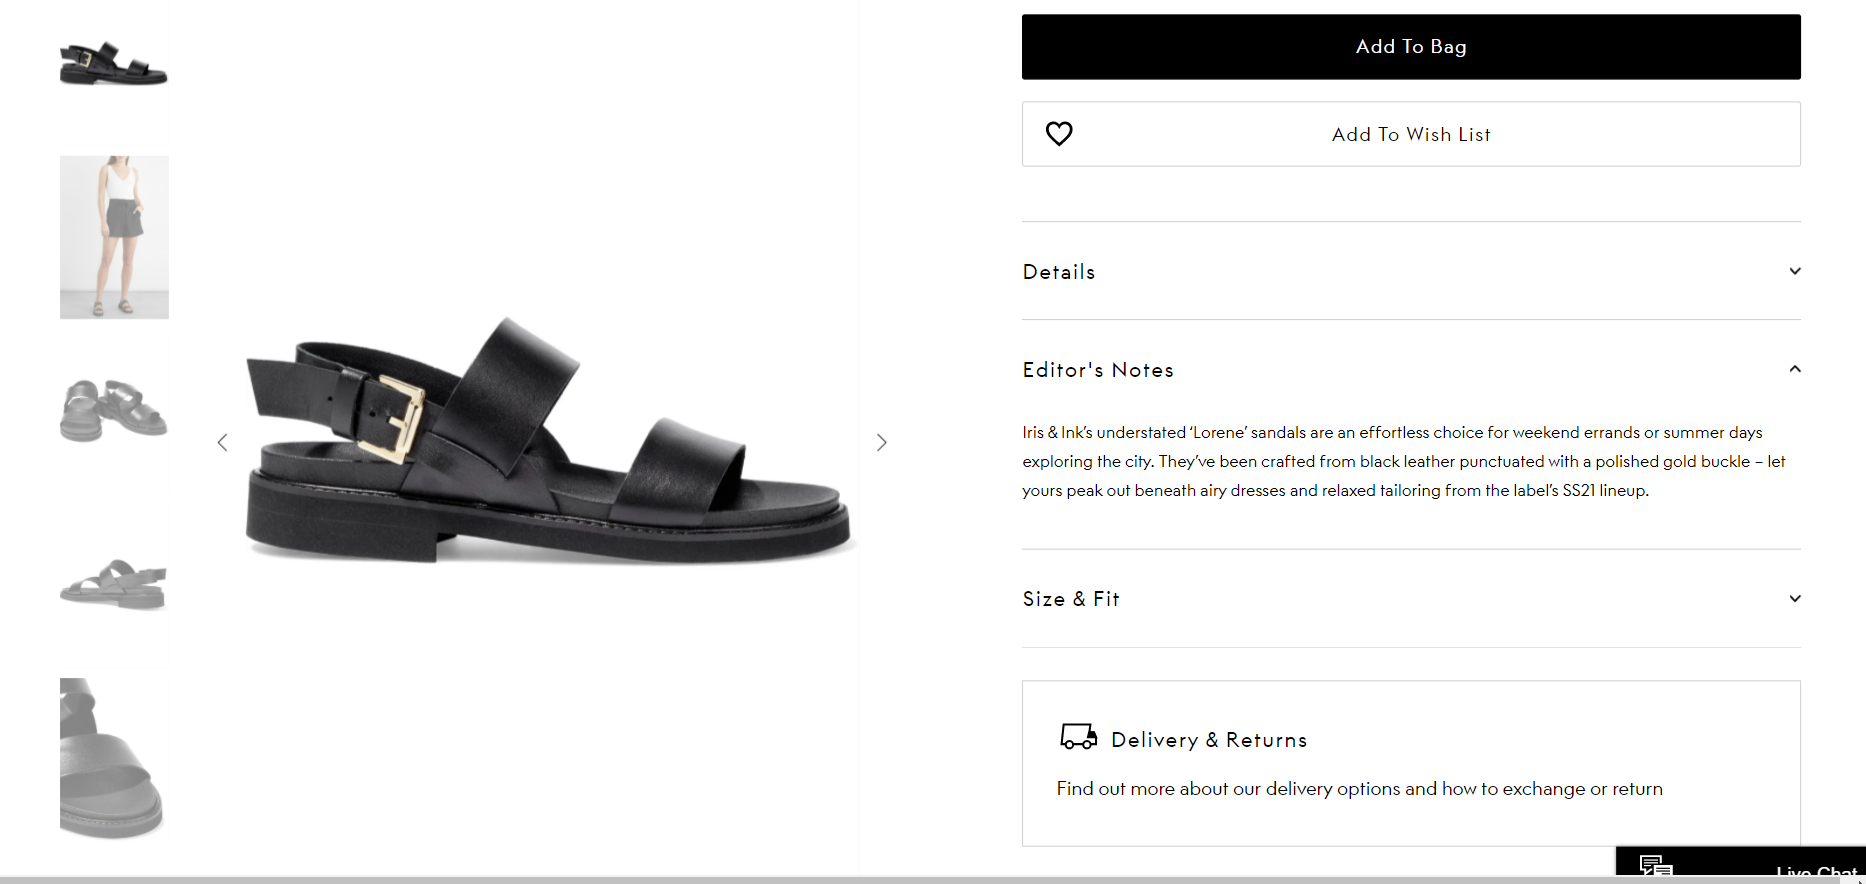 Add To Bag
Add To Wish List
Details
Editor's Notes
Iris & Ink’s understated ‘Lorene’ sandals are an effortless choice for weekend errands or summer days
exploring the city. They’ve been crafted from black leather punctuated with a polished gold buckle – let
yours peak out beneath airy dresses and relaxed tailoring from the label’s SS21 lineup.
Size & Fit
Delivery & Returns
Find out more about our delivery options and how to exchange or return
Live Chat